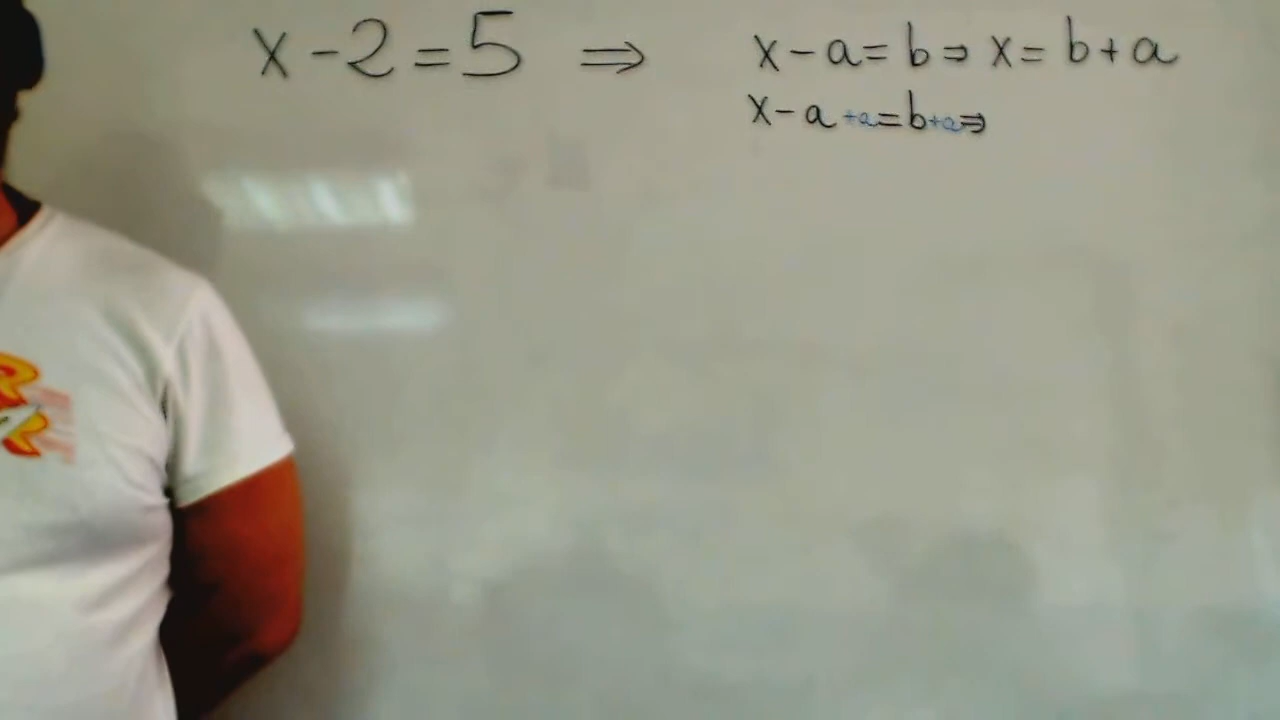 x - 2 = 5 ⇒
x - a = b ⇒ x = b + a
x - a + a = b + a ⇒